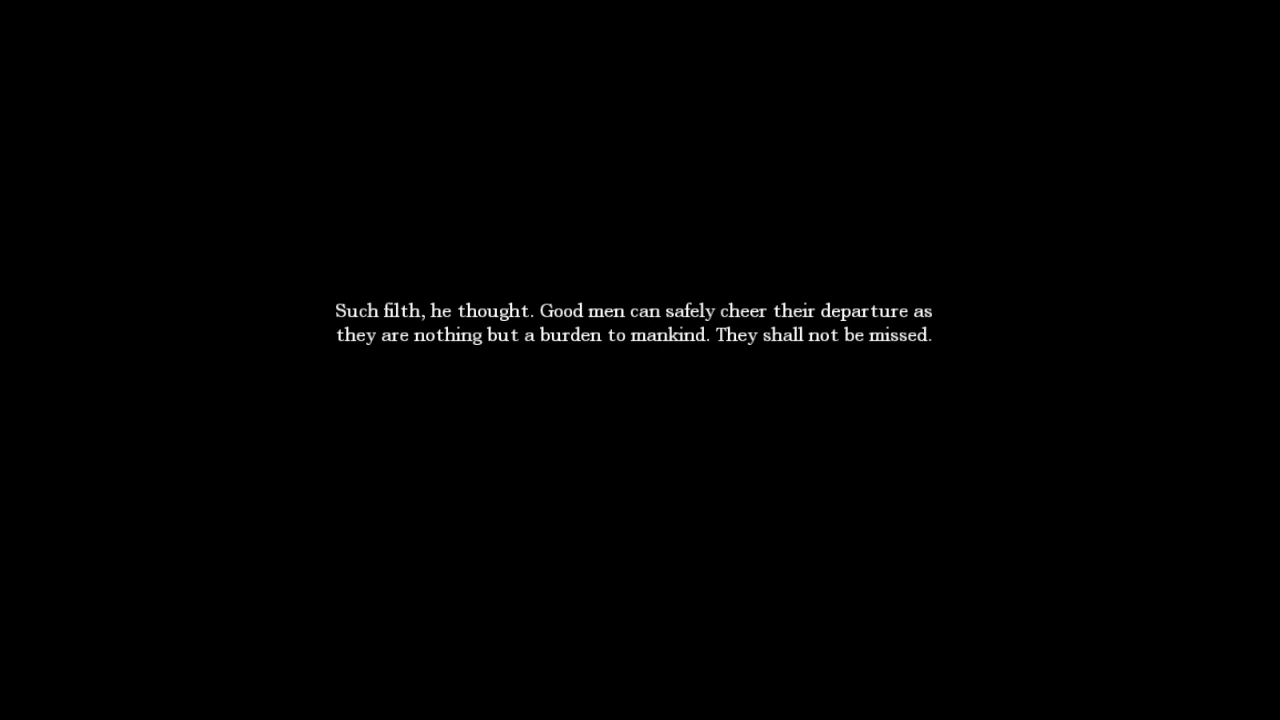 Such filth, he thought. Good men can safely cheer their departure as
they are nothing but a burden to mankind. They shall not be missed.